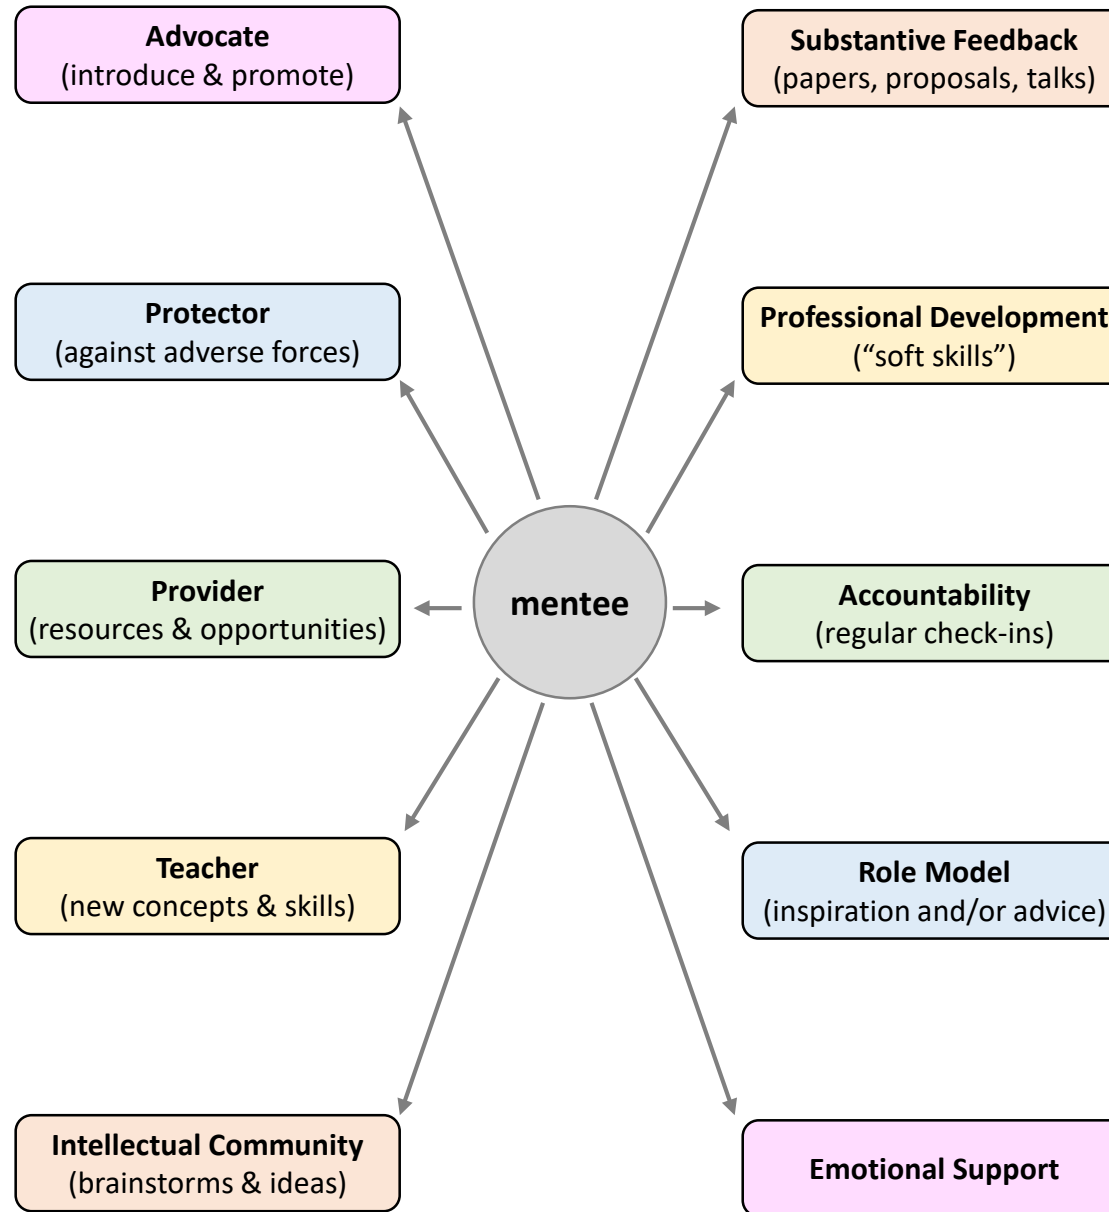 Advocate
(introduce & promote)
Substantive Feedback
(papers, proposals, talks)
Protector
(against adverse forces)
Professional Development
(“soft skills”)
Provider
(resources & opportunities)
mentee
Accountability
(regular check-ins)
Teacher
(new concepts & skills)
Role Model
(inspiration and/or advice)
Intellectual Community
(brainstorms & ideas)
Emotional Support